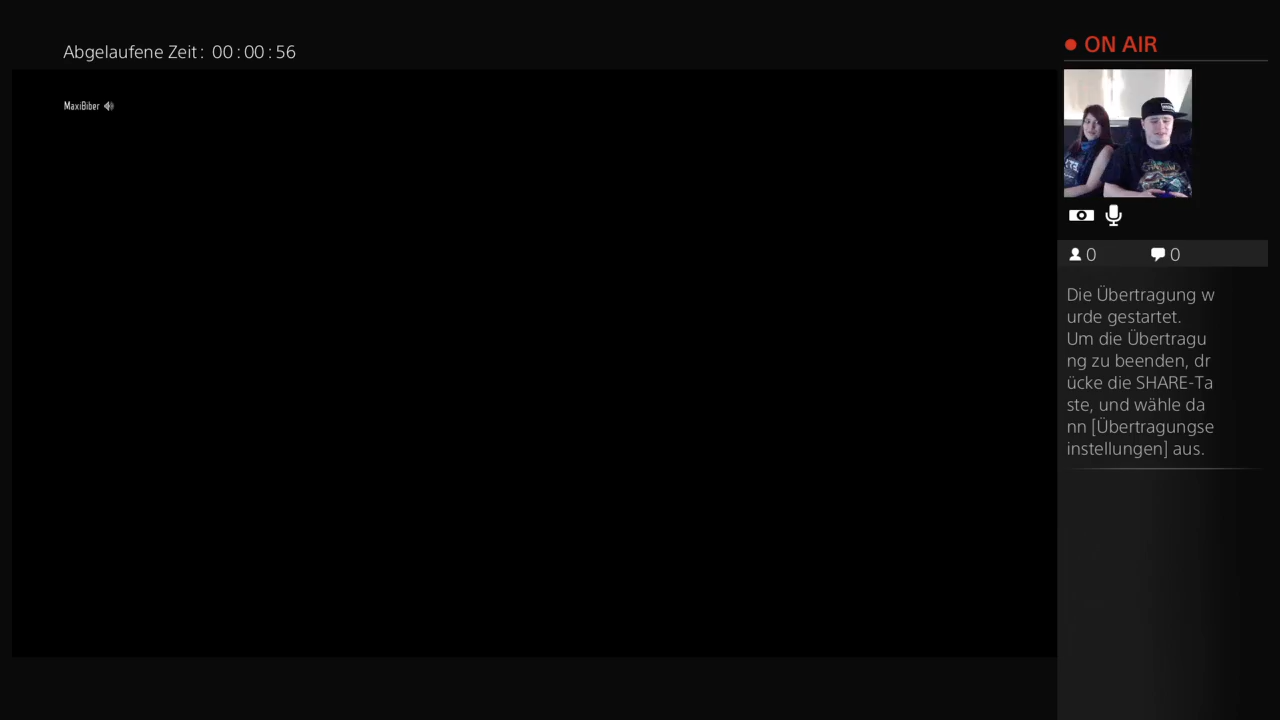 Abgelaufene Zeit: 00:00:56
ON AIR
MaxiBiber
0
0
Die Übertragung w
urde gestartet.
Um die Übertragu
ng zu beenden, dr
ücke die SHARE-Ta
ste, und wähle da
nn [Übertragungse
instellungen] aus.